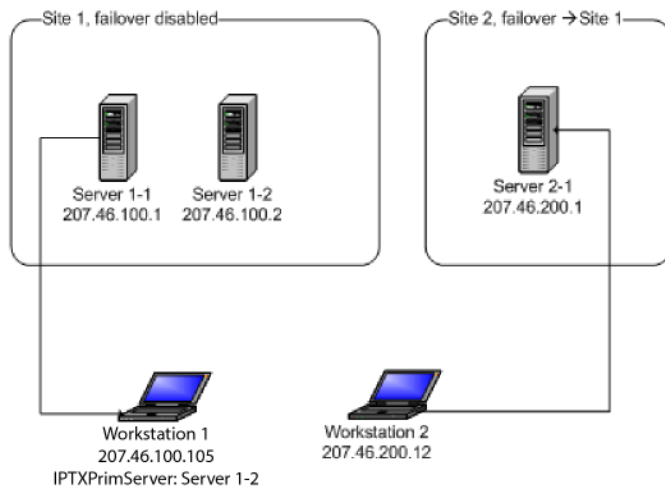 Site 1, failover disabled
Site 2, failover → Site 1
Server 1-1
207.46.100.1
Server 1-2
207.46.100.2
Server 2-1
207.46.200.1
Workstation 1
207.46.100.105
IPTXPrimServer: Server 1-2
Workstation 2
207.46.200.12